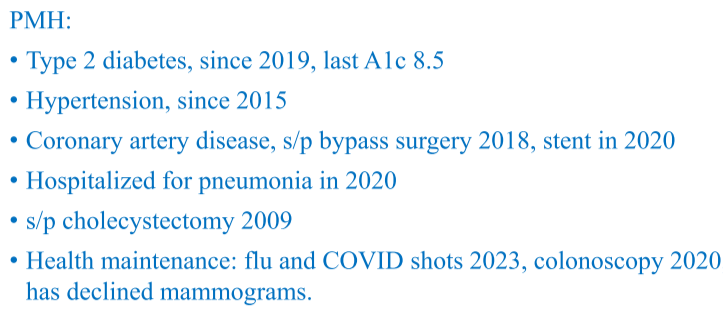 PMH:
• Type 2 diabetes, since 2019, last A1c 8.5
• Hypertension, since 2015
• Coronary artery disease, s/p bypass surgery 2018, stent in 2020
• Hospitalized for pneumonia in 2020
• s/p cholecystectomy 2009
• Health maintenance: flu and COVID shots 2023, colonoscopy 2020
has declined mammograms.